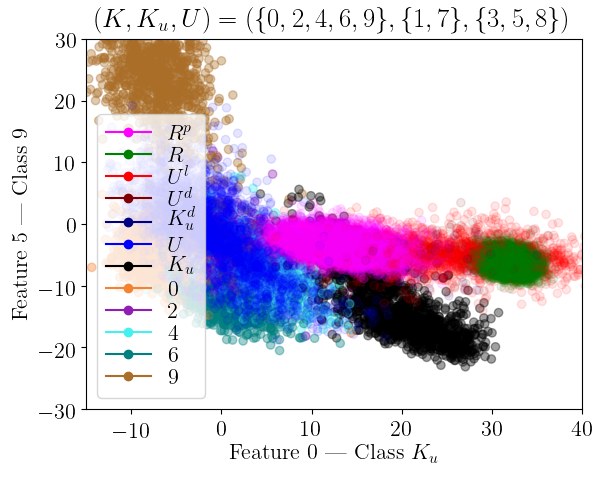 (K, K_u, U) = ({0, 2, 4, 6, 9}, {1, 7}, {3, 5, 8})
30
20
10
0
−10
−20
−30
Feature 5 — Class 9
R^p
R
U^l
U^d
K_u^d
U
K_u
0
2
4
6
9
−10
0
10
20
30
40
Feature 0 — Class K_u